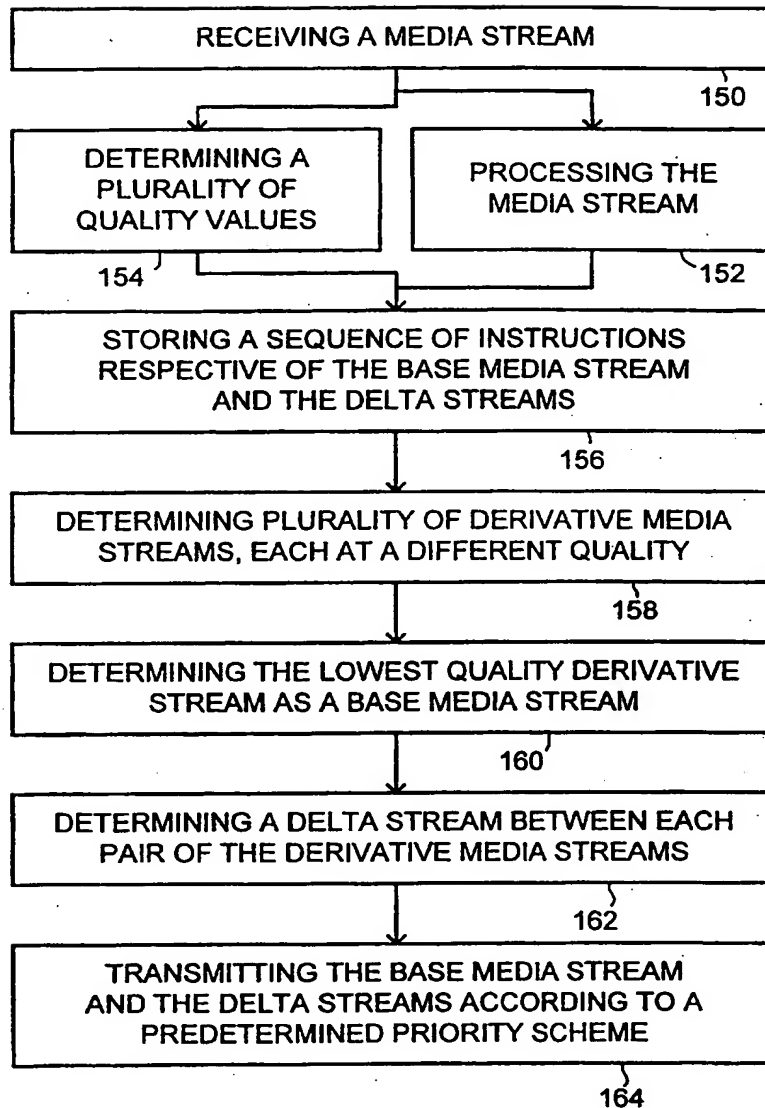 RECEIVING A MEDIA STREAM
150
DETERMINING A
PLURALITY OF
QUALITY VALUES
154
PROCESSING THE
MEDIA STREAM
152
STORING A SEQUENCE OF INSTRUCTIONS
RESPECTIVE OF THE BASE MEDIA STREAM
AND THE DELTA STREAMS
156
DETERMINING PLURALITY OF DERIVATIVE MEDIA
STREAMS, EACH AT A DIFFERENT QUALITY
158
DETERMINING THE LOWEST QUALITY DERIVATIVE
STREAM AS A BASE MEDIA STREAM
160
DETERMINING A DELTA STREAM BETWEEN EACH
PAIR OF THE DERIVATIVE MEDIA STREAMS
162
TRANSMITTING THE BASE MEDIA STREAM
AND THE DELTA STREAMS ACCORDING TO A
PREDETERMINED PRIORITY SCHEME
164